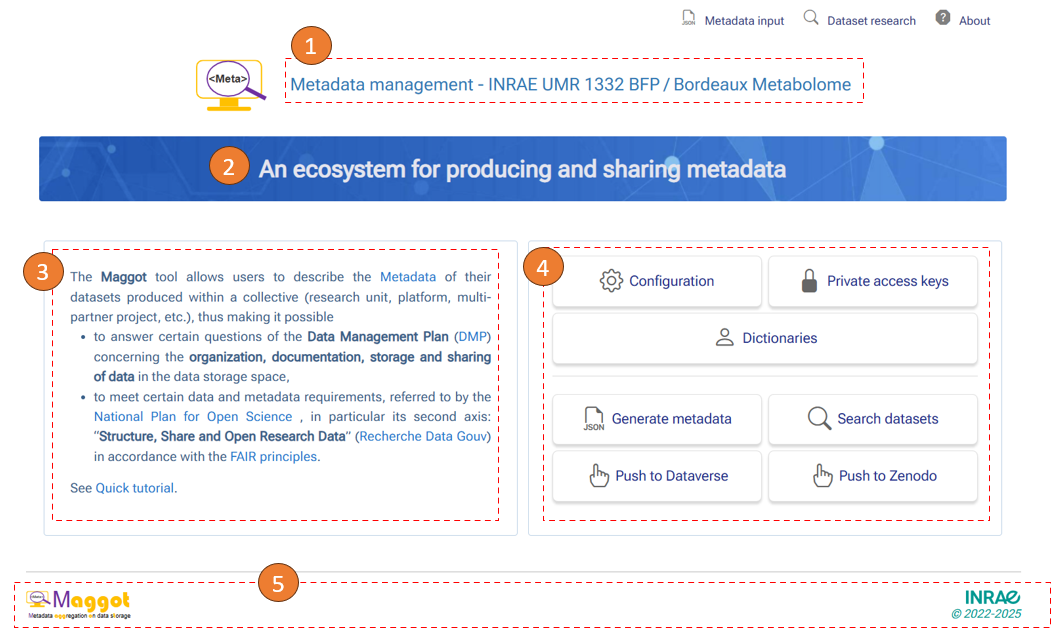 JSON Metadata input Dataset research ? About
1
<Meta> Metadata management - INRAE UMR 1332 BFP / Bordeaux Metabolome
2 An ecosystem for producing and sharing metadata
3
The Maggot tool allows users to describe the Metadata of their
datasets produced within a collective (research unit, platform, multi-
partner project, etc.), thus making it possible
• to answer certain questions of the Data Management Plan (DMP)
concerning the organization, documentation, storage and sharing
of data in the data storage space,
• to meet certain data and metadata requirements, referred to by the
National Plan for Open Science , in particular its second axis:
“Structure, Share and Open Research Data” (Recherche Data Gouv)
in accordance with the FAIR principles.
See Quick tutorial.
4
Configuration
Private access keys
Dictionaries
JSON Generate metadata
Search datasets
Push to Dataverse
Push to Zenodo
5
<Meta> Maggot
Metadata aggregation on data storage
INRAE
© 2022-2025